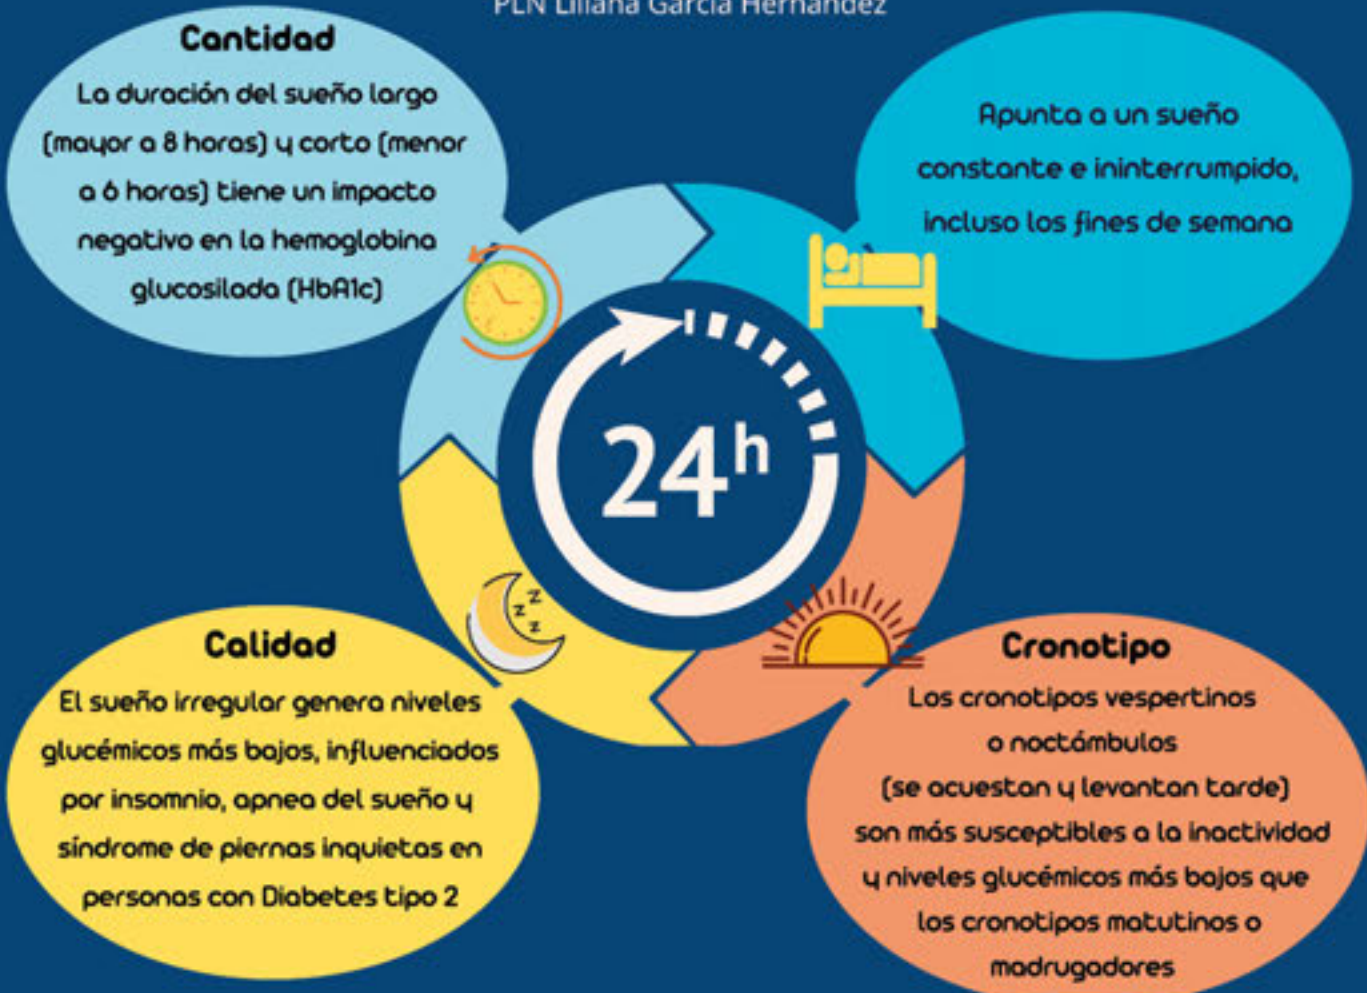 PLN Liliana García Hernández
Cantidad
La duración del sueño largo
(mayor a 8 horas) y corto (menor
a 6 horas) tiene un impacto
negativo en la hemoglobina
glucosilada (HbA1c)
Apunta a un sueño
constante e ininterrumpido,
incluso los fines de semana
24h
z z
z
Calidad
El sueño irregular genera niveles
glucémicos más bajos, influenciados
por insomnio, apnea del sueño y
síndrome de piernas inquietas en
personas con Diabetes tipo 2
Cronotipo
Los cronotipos vespertinos
o noctámbulos
(se acuestan y levantan tarde)
son más susceptibles a la inactividad
y niveles glucémicos más bajos que
los cronotipos matutinos o
madrugadores